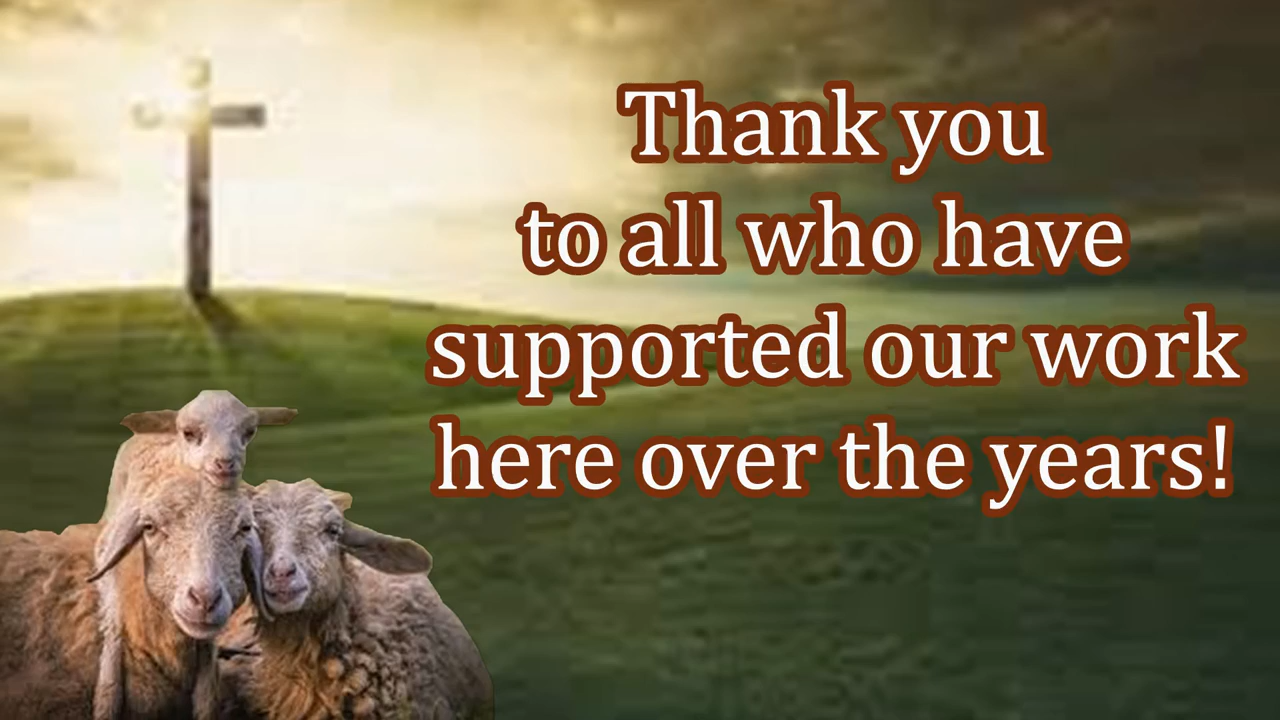 Thank you
to all who have
supported our work
here over the years!